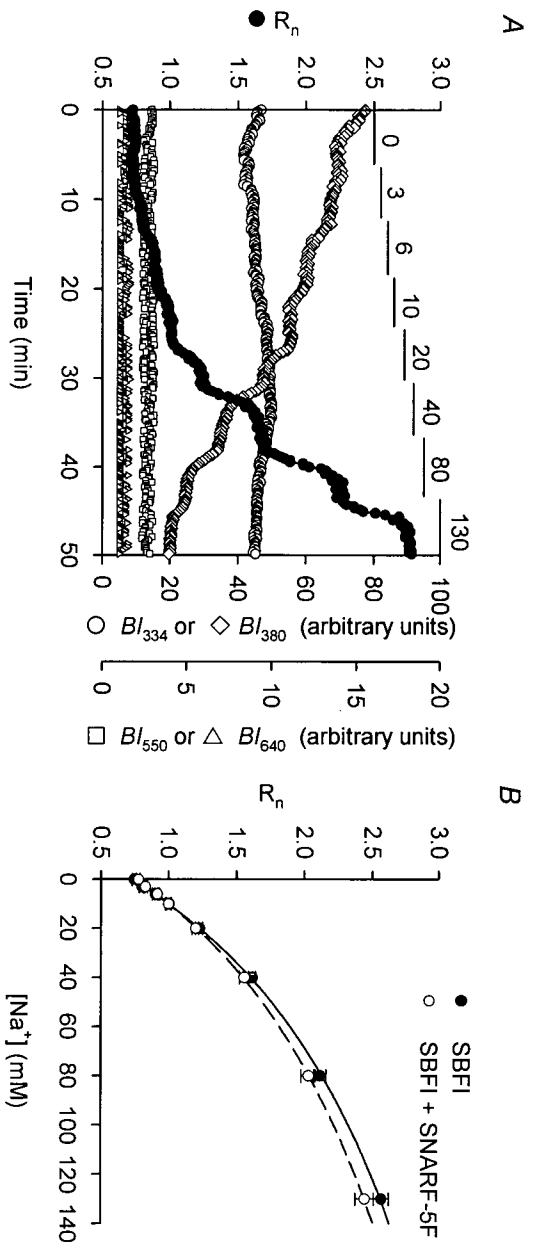 A
● Rₙ
3.0
2.5
2.0
1.5
1.0
0.5
0 3 6 10 20 40 80 130
0 10 20 30 40 50
Time (min)
100
80
60
40
20
0
○ BI₃₃₄ or ◇ BI₃₈₀ (arbitrary units)
20
15
10
5
0
□ BI₅₅₀ or △ BI₆₄₀ (arbitrary units)
B
Rₙ
3.0
2.5
2.0
1.5
1.0
0.5
● SBFI
○ SBFI + SNARF-5F
0 20 40 60 80 100 120 140
[Na⁺] (mM)